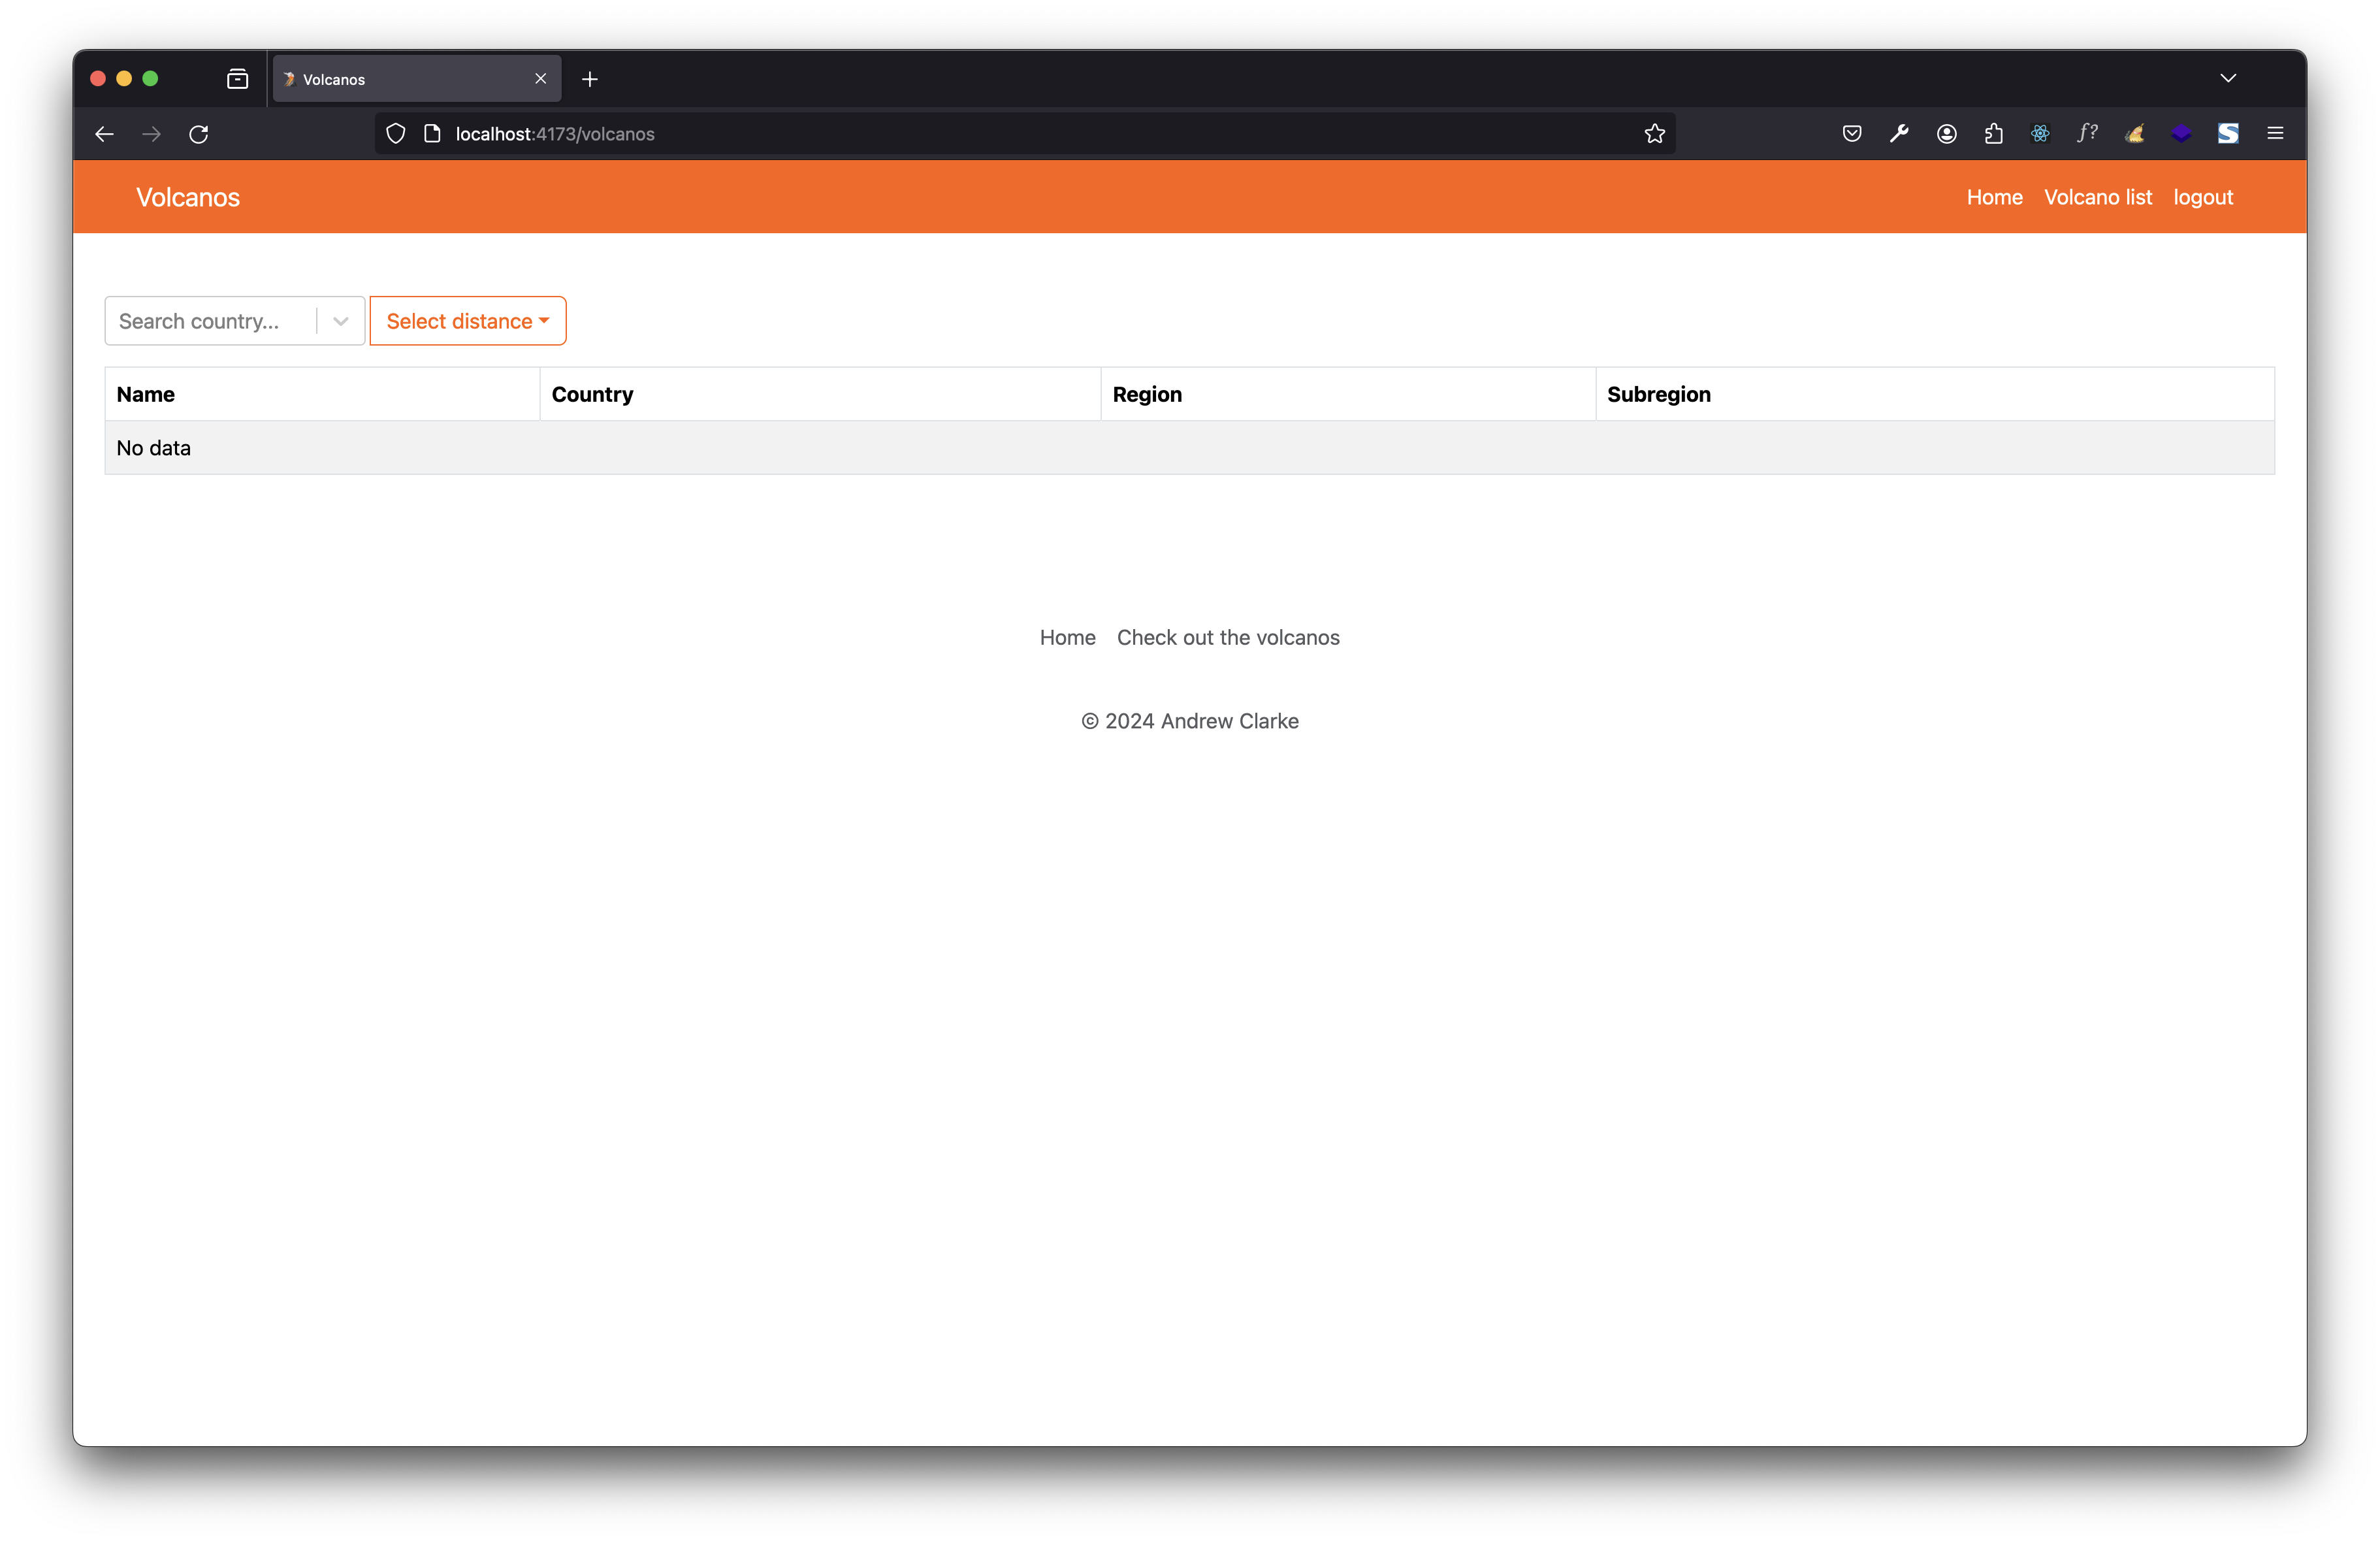 Volcanos
localhost:4173/volcanos
f?
Volcanos
Home Volcano list logout
Search country... Select distance
Name Country Region Subregion
No data
Home Check out the volcanos
© 2024 Andrew Clarke